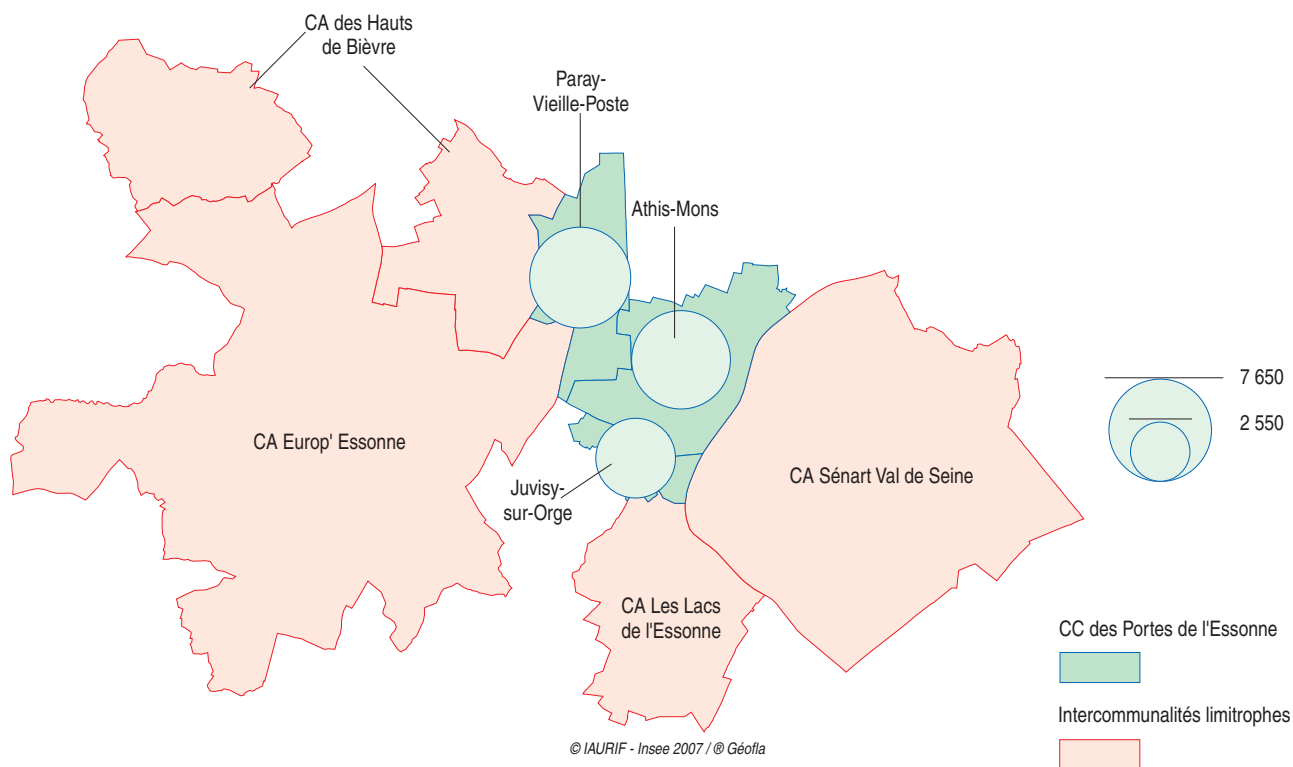 CA des Hauts
de Bièvre
Paray-
Vieille-Poste
Athis-Mons
7 650
2 550
CA Europ' Essonne
CA Sénart Val de Seine
Juvisy-
sur-Orge
CA Les Lacs
de l'Essonne
CC des Portes de l'Essonne
Intercommunalités limitrophes
© IAURIF - Insee 2007 / ® Géofla